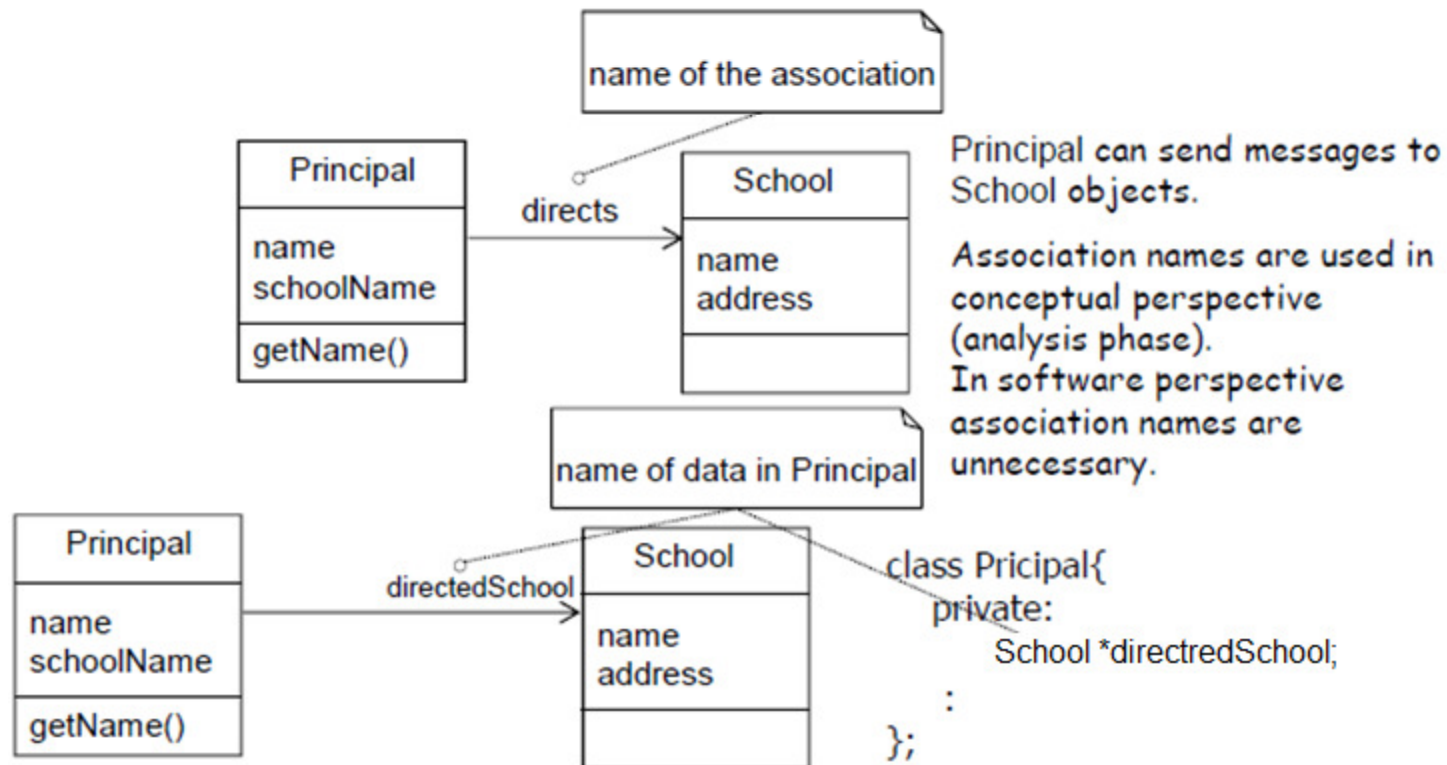 name of the association
Principal
name
schoolName
getName()
directs
School
name
address
Principal can send messages to
School objects.
Association names are used in
conceptual perspective
(analysis phase).
In software perspective
association names are
unnecessary.
name of data in Principal
Principal
name
schoolName
getName()
directedSchool
School
name
address
class Pricipal{
private:
School *directredSchool;
:
};